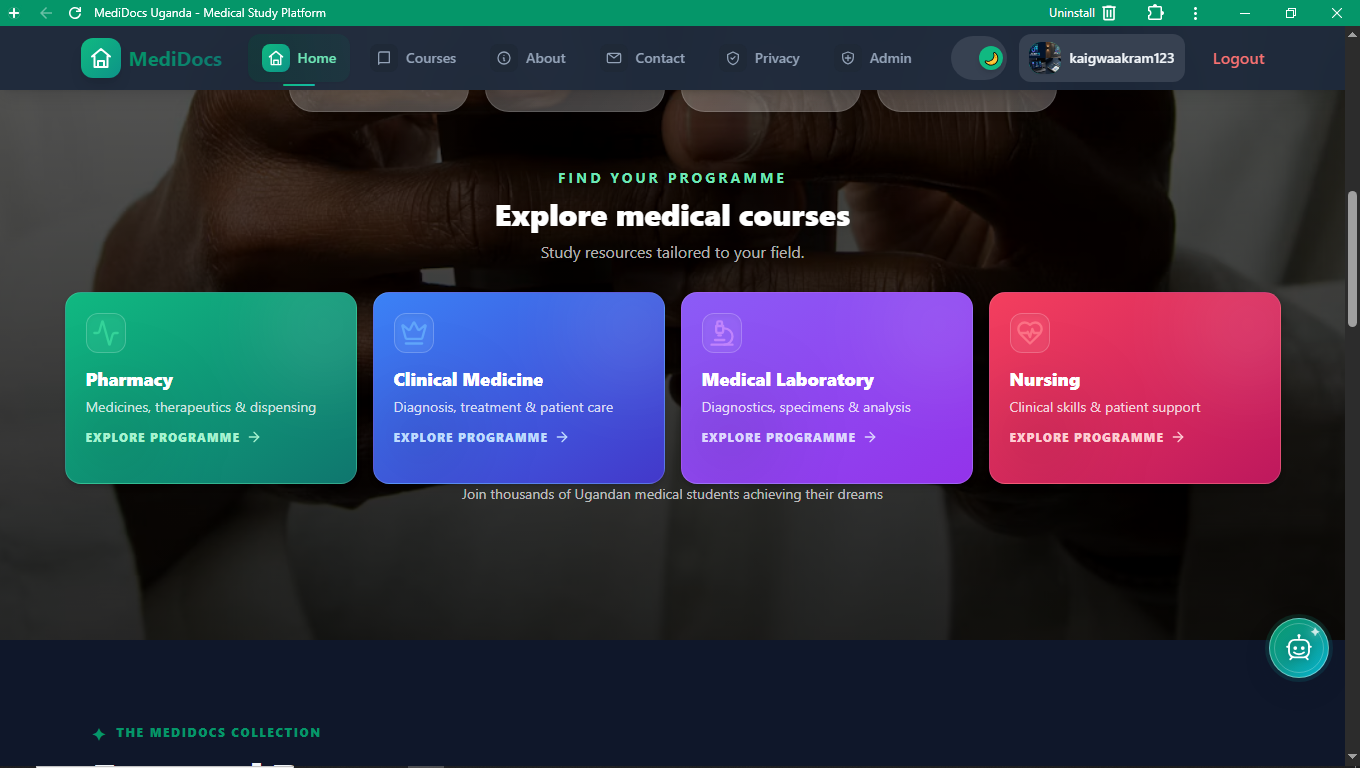 MediDocs Uganda - Medical Study Platform
Uninstall
MediDocs
Home
Courses
About
Contact
Privacy
Admin
kaigwaakram123
Logout
FIND YOUR PROGRAMME
Explore medical courses
Study resources tailored to your field.
Pharmacy
Medicines, therapeutics & dispensing
EXPLORE PROGRAMME →
Clinical Medicine
Diagnosis, treatment & patient care
EXPLORE PROGRAMME →
Medical Laboratory
Diagnostics, specimens & analysis
EXPLORE PROGRAMME →
Nursing
Clinical skills & patient support
EXPLORE PROGRAMME →
Join thousands of Ugandan medical students achieving their dreams
THE MEDIDOCS COLLECTION